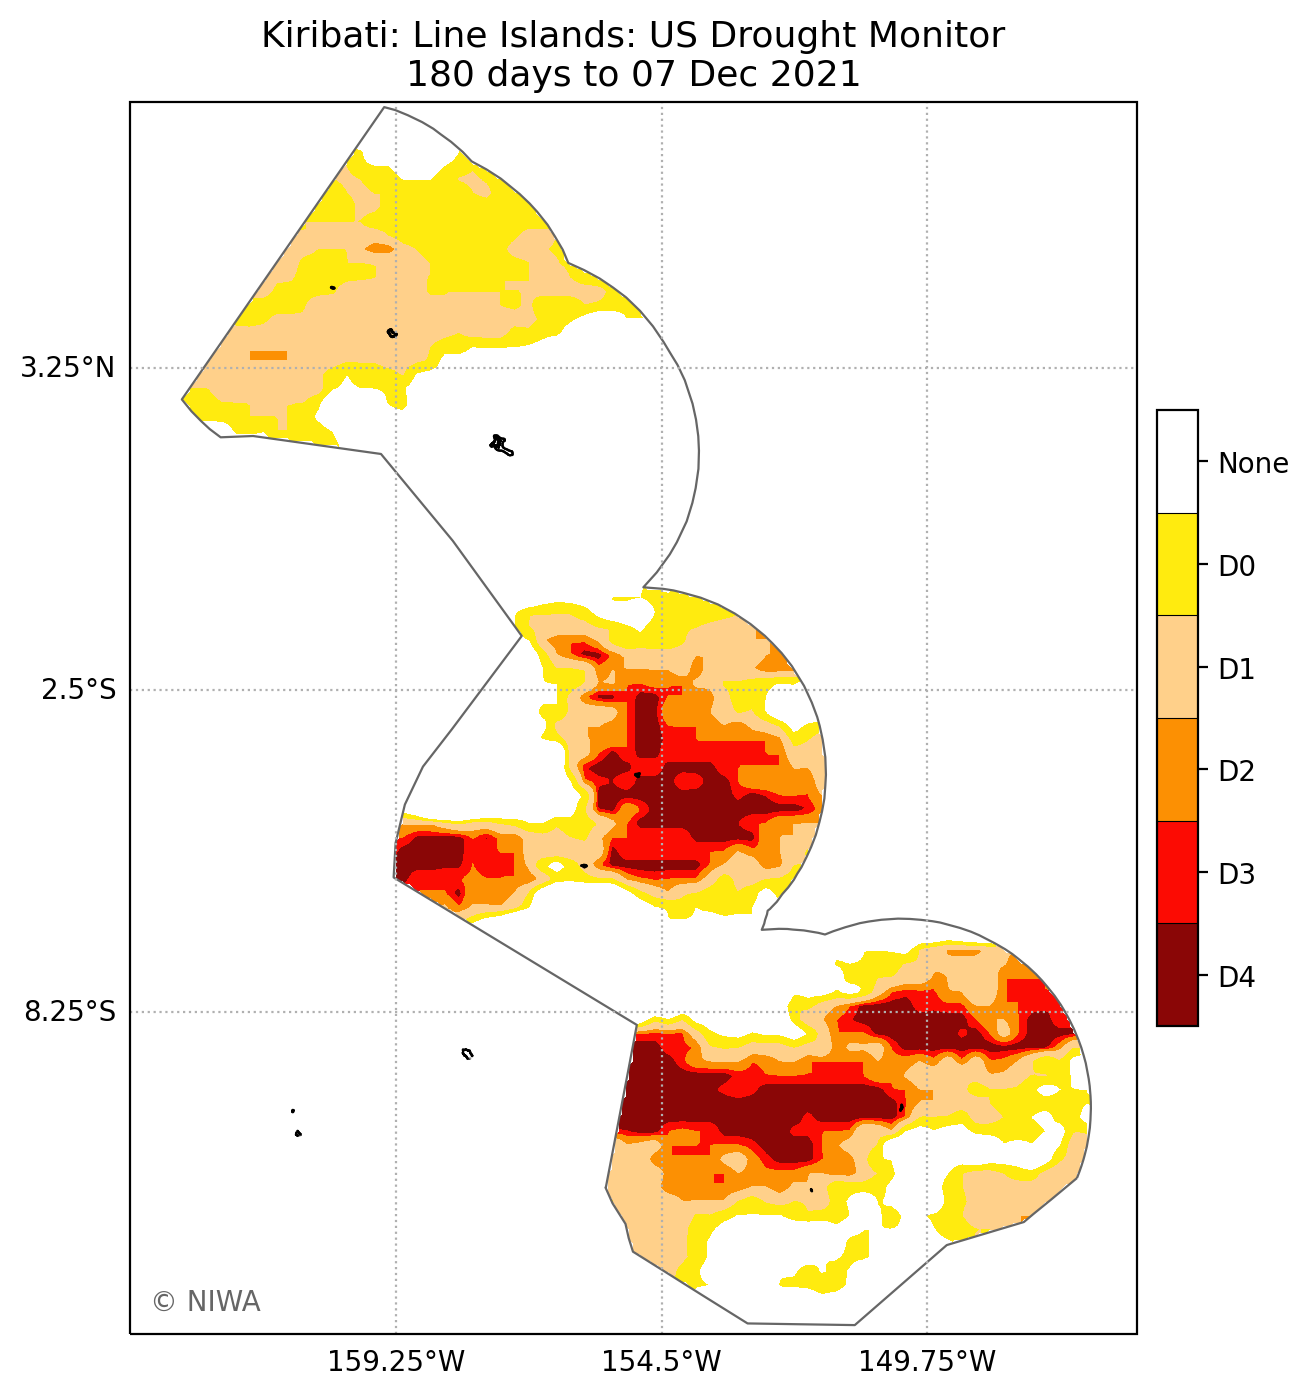 Kiribati: Line Islands: US Drought Monitor
180 days to 07 Dec 2021
3.25°N
2.5°S
8.25°S
159.25°W
154.5°W
149.75°W
None
D0
D1
D2
D3
D4
© NIWA